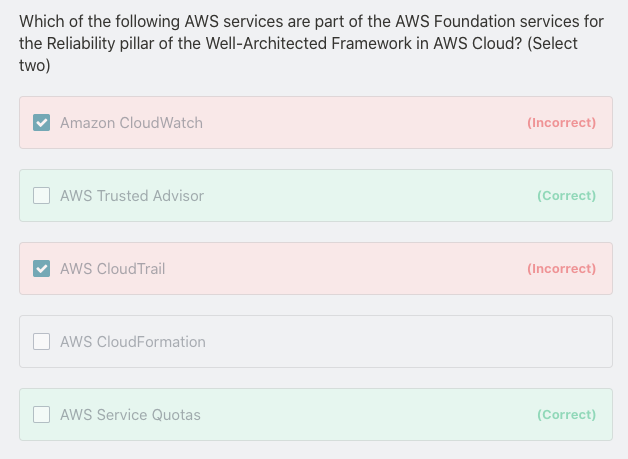 Which of the following AWS services are part of the AWS Foundation services for
the Reliability pillar of the Well-Architected Framework in AWS Cloud? (Select
two)
Amazon CloudWatch (Incorrect)
AWS Trusted Advisor (Correct)
AWS CloudTrail (Incorrect)
AWS CloudFormation
AWS Service Quotas (Correct)